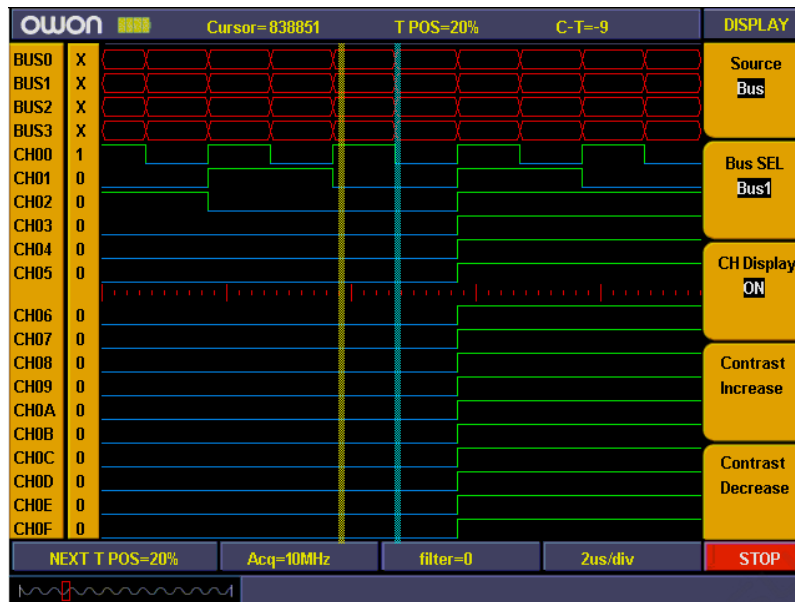 owon Cursor=838851 T POS=20% C-T=-9 DISPLAY
BUS0 X
BUS1 X
BUS2 X
BUS3 X
CH00 1
CH01 0
CH02 0
CH03 0
CH04 0
CH05 0
CH06 0
CH07 0
CH08 0
CH09 0
CH0A 0
CH0B 0
CH0C 0
CH0D 0
CH0E 0
CH0F 0
Source
Bus
Bus SEL
Bus1
CH Display
ON
Contrast
Increase
Contrast
Decrease
NEXT T POS=20% Acq=10MHz filter=0 2us/div STOP